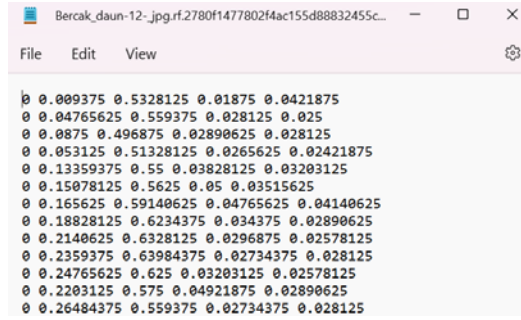 Bercak_daun-12-_jpg.rf.2780f1477802f4ac155d88832455c...
File Edit View
0 0.009375 0.5328125 0.01875 0.0421875
0 0.04765625 0.559375 0.028125 0.025
0 0.0875 0.496875 0.02890625 0.028125
0 0.053125 0.51328125 0.0265625 0.02421875
0 0.13359375 0.55 0.03828125 0.03203125
0 0.15078125 0.5625 0.05 0.03515625
0 0.165625 0.59140625 0.04765625 0.04140625
0 0.18828125 0.6234375 0.034375 0.02890625
0 0.2140625 0.6328125 0.0296875 0.02578125
0 0.2359375 0.63984375 0.02734375 0.028125
0 0.24765625 0.625 0.03203125 0.02578125
0 0.2203125 0.575 0.04921875 0.02890625
0 0.26484375 0.559375 0.02734375 0.028125